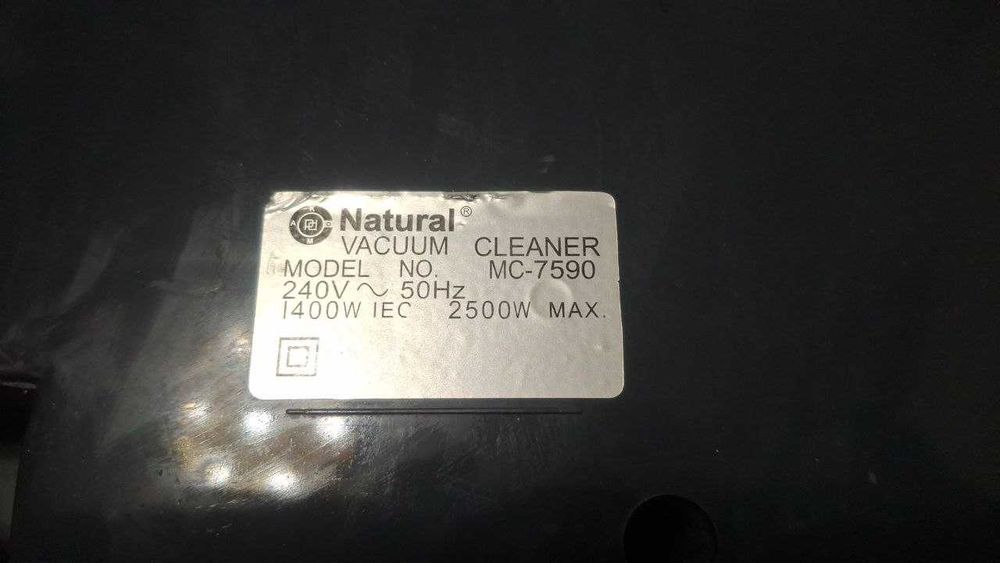 Natural®
VACUUM CLEANER
MODEL NO. MC-7590
240V ~ 50Hz
1400W IEC 2500W MAX.